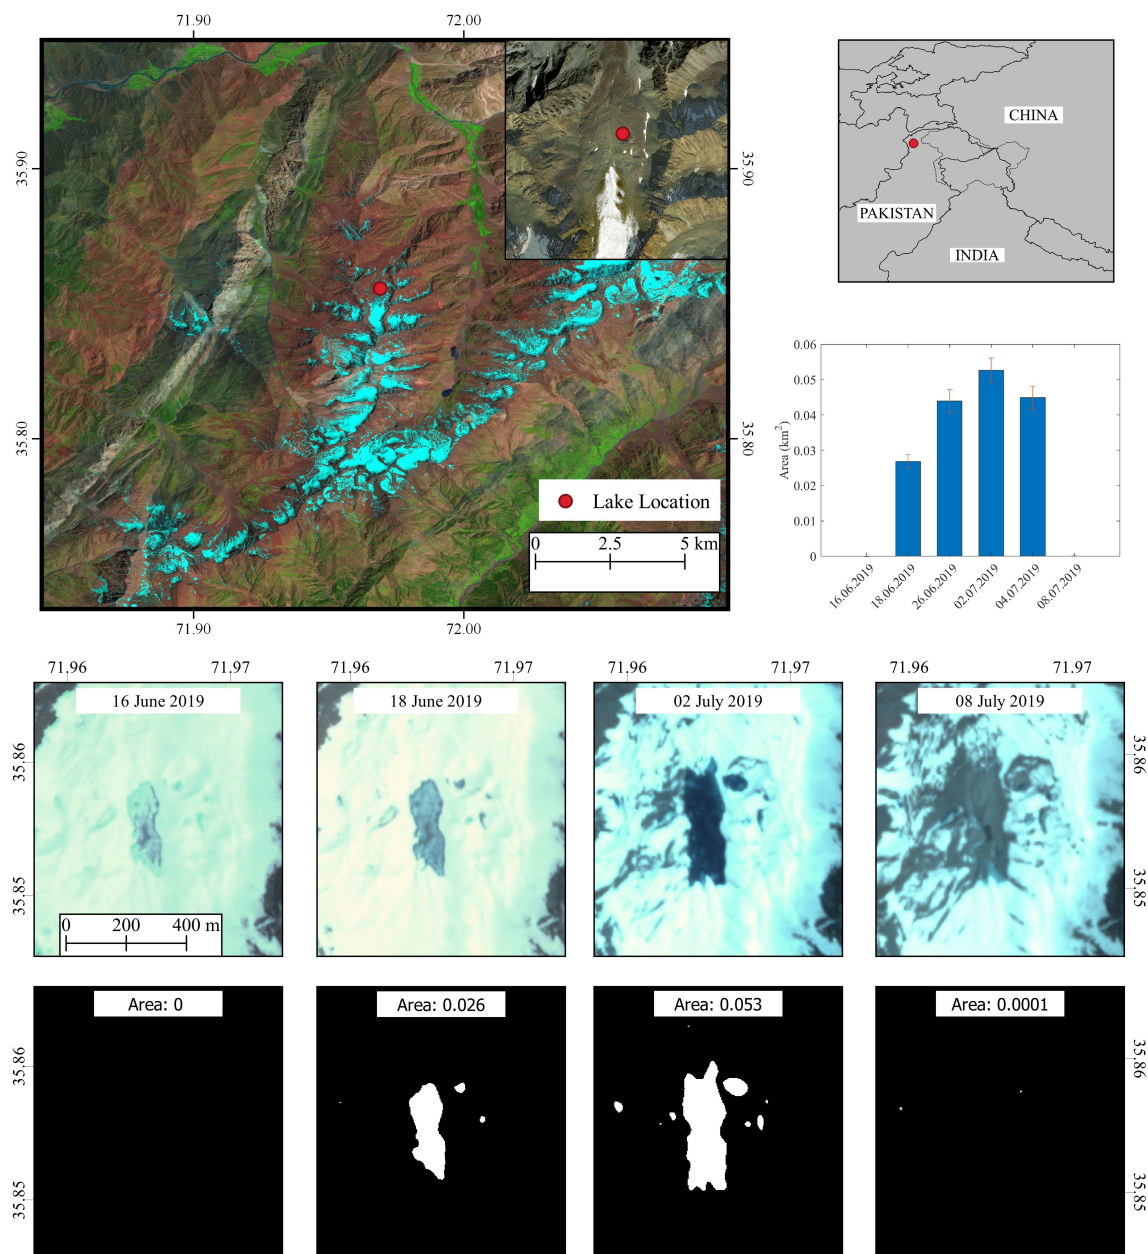 71.90 72.00
35.90
35.80
35.90
35.80
Lake Location
0 2.5 5 km
71.90 72.00
CHINA
PAKISTAN
INDIA
0.06
0.05
0.04
0.03
0.02
0.01
0
Area (km²)
16.06.2019
18.06.2019
26.06.2019
02.07.2019
04.07.2019
08.07.2019
71.96 71.97 71.96 71.97 71.96 71.97 71.96 71.97
16 June 2019
18 June 2019
02 July 2019
08 July 2019
35.86
35.85
35.86
35.85
0 200 400 m
Area: 0
Area: 0.026
Area: 0.053
Area: 0.0001
35.86
35.85
35.86
35.85